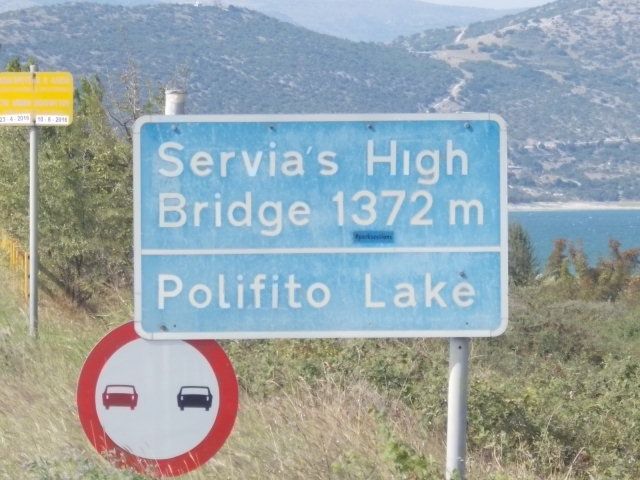 Servia's High
Bridge 1372 m
Polifito Lake